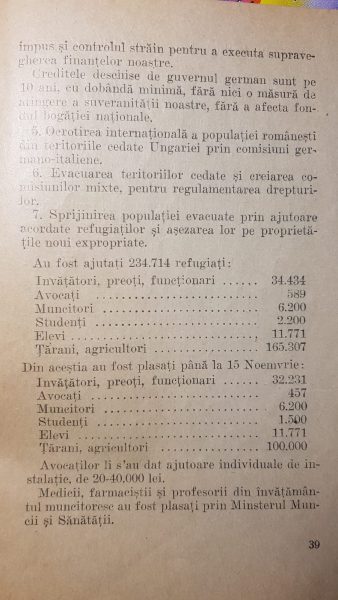 impus și controlul străin pentru a executa suprave-
gherea finanțelor noastre.
Creditele deschise de guvernul german sunt pe
10 ani, cu dobândă minimă, fără nici o măsură de
atingere a suveranității noastre, fără a afecta fon-
dul bogăției naționale.
5. Ocrotirea internațională a populației românești
din teritoriile cedate Ungariei prin comisiuni ger-
mano-italiene.
6. Evacuarea teritoriilor cedate și creiarea co-
misiunilor mixte, pentru regulamentarea drepturi-
lor.
7. Sprijinirea populației evacuate prin ajutoare
acordate refugiaților și așezarea lor pe proprietă-
țile noui expropriate.
Au fost ajutați 234.714 refugiați:
Invățători, preoți, funcționari ...... 34.434
Avocați ...................... 589
Muncitori ...................... 6.200
Studenți ...................... 2.200
Elevi ...................... 11.771
Țărani, agricultori ................ 165.307
Din aceștia au fost plasați până la 15 Noemvrie:
Invățători, preoți, funcționari ...... 32.231
Avocați ...................... 457
Muncitori ...................... 6.200
Studenți ...................... 1.500
Elevi ...................... 11.771
Țărani, agricultori ................ 100.000
Avocaților li s'au dat ajutoare individuale de in-
stalație, de 20-40.000 lei.
Medicii, farmaciștii și profesorii din învățămân-
tul muncitoresc au fost plasați prin Minsterul Mun-
cii și Sănătății.
39